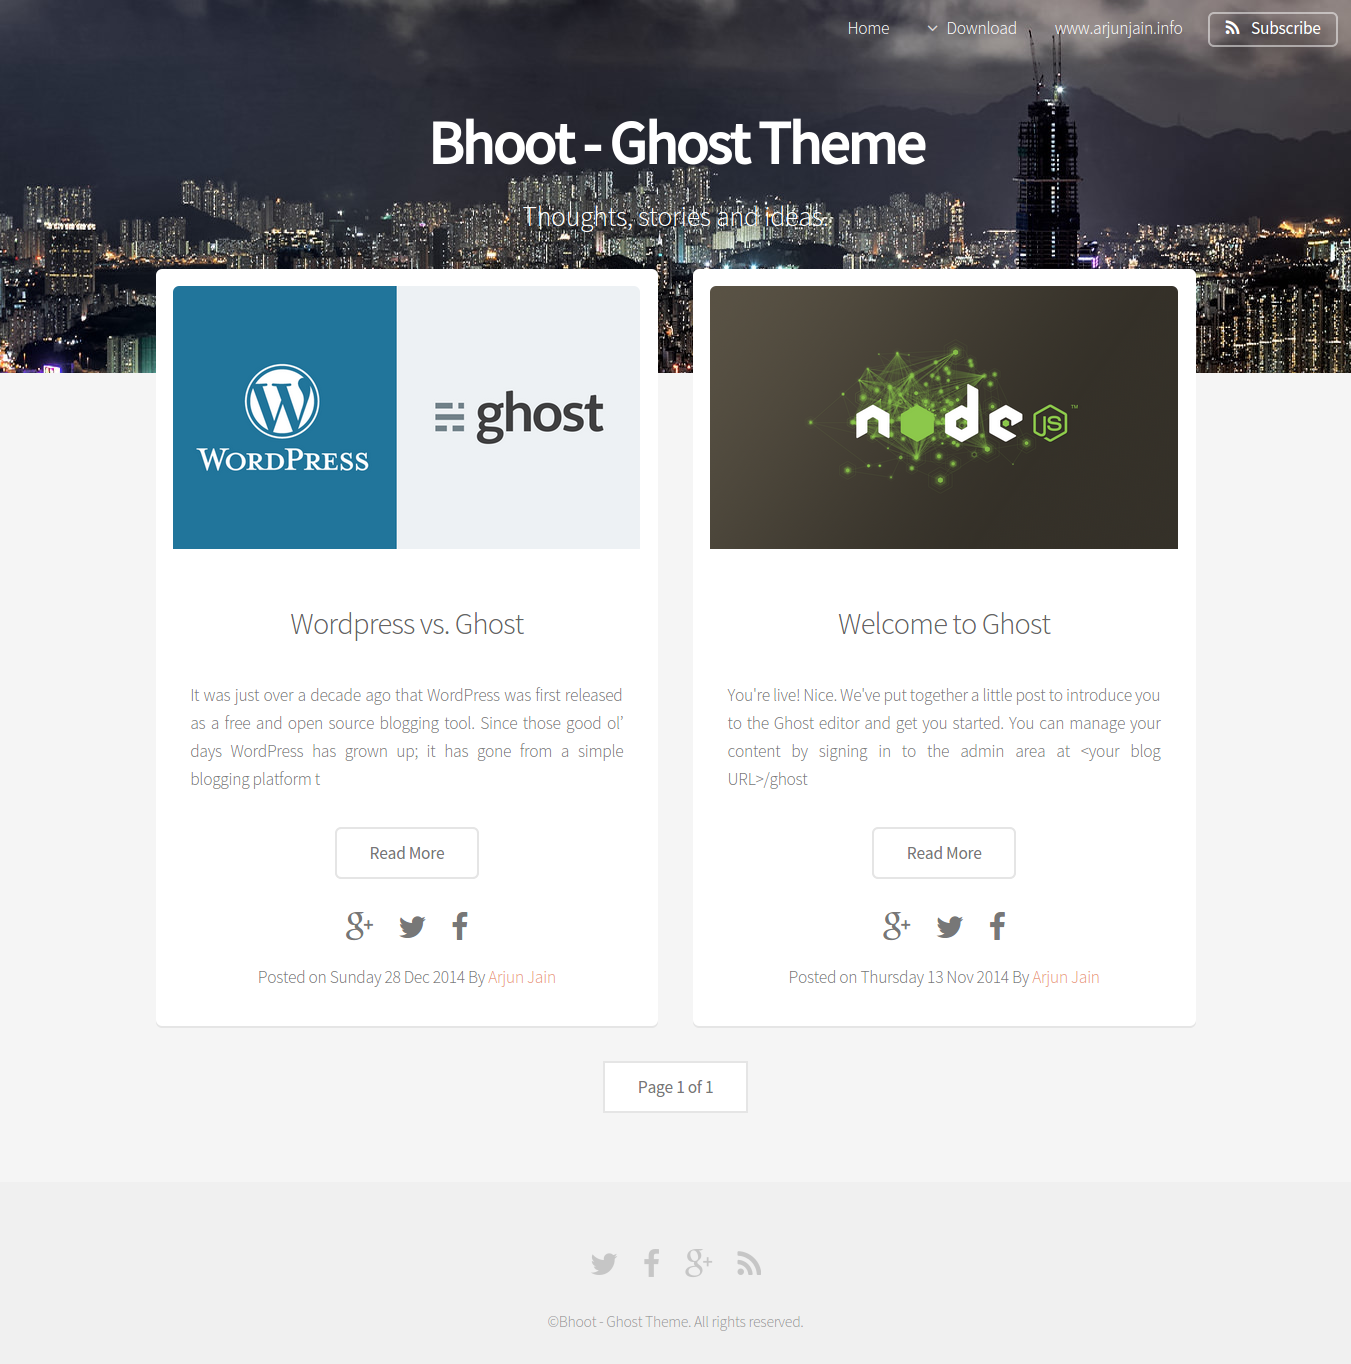 Home
Download
www.arjunjain.info
Subscribe
Bhoot - Ghost Theme
Thoughts, stories and ideas.
WORDPRESS
ghost
node
JS
™
Wordpress vs. Ghost
It was just over a decade ago that WordPress was first released
as a free and open source blogging tool. Since those good ol’
days WordPress has grown up; it has gone from a simple
blogging platform t
Read More
Posted on Sunday 28 Dec 2014 By Arjun Jain
Welcome to Ghost
You're live! Nice. We've put together a little post to introduce you
to the Ghost editor and get you started. You can manage your
content by signing in to the admin area at <your blog
URL>/ghost
Read More
Posted on Thursday 13 Nov 2014 By Arjun Jain
Page 1 of 1
©Bhoot - Ghost Theme. All rights reserved.